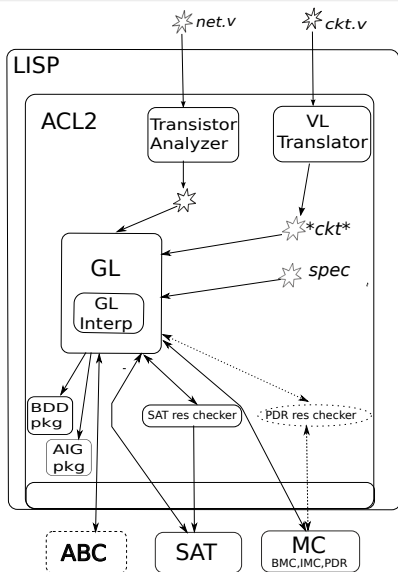 net.v
ckt.v
LISP
ACL2
Transistor
Analyzer
VL
Translator
*ckt*
GL
spec
GL
Interp
,
BDD
pkg
SAT res checker
PDR res checker
AIG
pkg
ABC
SAT
MC
BMC,IMC,PDR